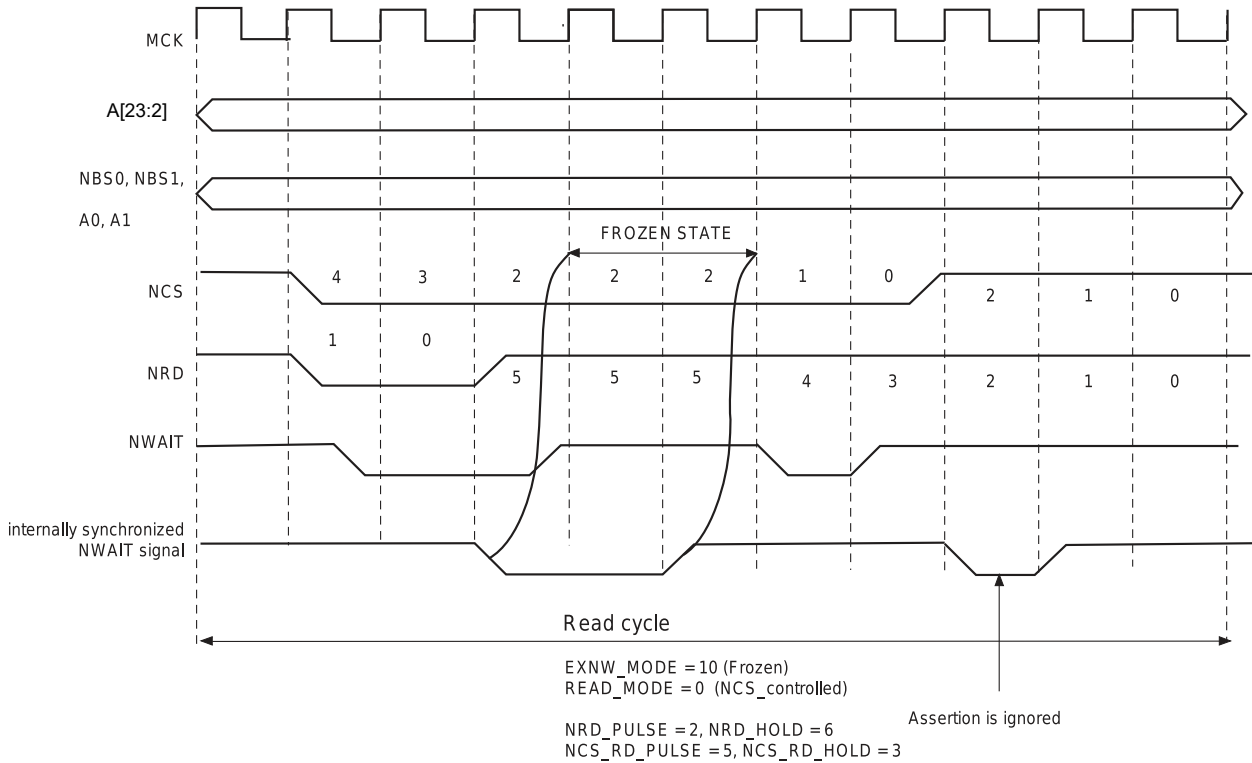 MCK
A[23:2]
NBS0, NBS1,
A0, A1
FROZEN STATE
4 3 2 2 2 1 0
NCS
2 1 0
1 0
NRD
5 5 5 4 3 2 1 0
NWAIT
internally synchronized
NWAIT signal
Read cycle
EXNW_MODE = 10 (Frozen)
READ_MODE = 0 (NCS_controlled)
Assertion is ignored
NRD_PULSE = 2, NRD_HOLD = 6
NCS_RD_PULSE = 5, NCS_RD_HOLD = 3